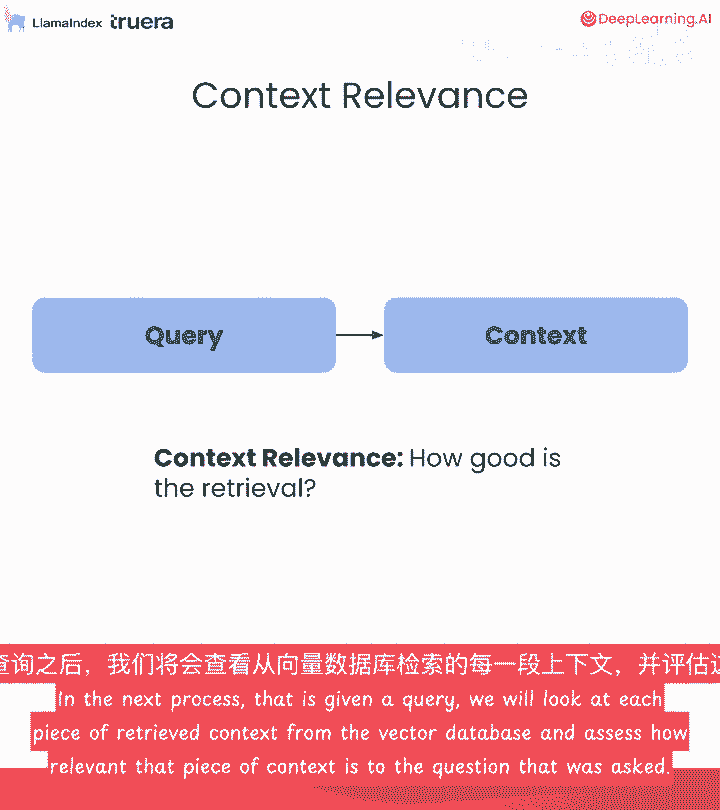 LlamaIndex truera
DeepLearning.AI
Context Relevance
Query
Context
Context Relevance: How good is
the retrieval?
查询之后，我们将会查看从向量数据库检索的每一段上下文，并评估这
In the next process, that is given a query, we will look at each
piece of retrieved context from the vector database and assess how
relevant that piece of context is to the question that was asked.